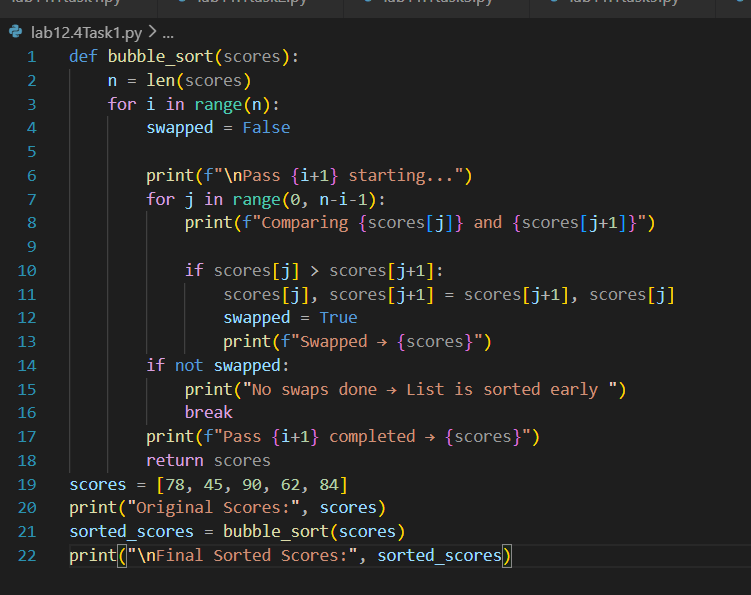 lab12.4Task1.py > ...
1 def bubble_sort(scores):
2     n = len(scores)
3     for i in range(n):
4         swapped = False
5
6         print(f"\nPass {i+1} starting...")
7         for j in range(0, n-i-1):
8             print(f"Comparing {scores[j]} and {scores[j+1]}")
9
10             if scores[j] > scores[j+1]:
11                 scores[j], scores[j+1] = scores[j+1], scores[j]
12                 swapped = True
13                 print(f"Swapped → {scores}")
14         if not swapped:
15             print("No swaps done → List is sorted early ")
16             break
17         print(f"Pass {i+1} completed → {scores}")
18         return scores
19 scores = [78, 45, 90, 62, 84]
20 print("Original Scores:", scores)
21 sorted_scores = bubble_sort(scores)
22 print("\nFinal Sorted Scores:", sorted_scores)